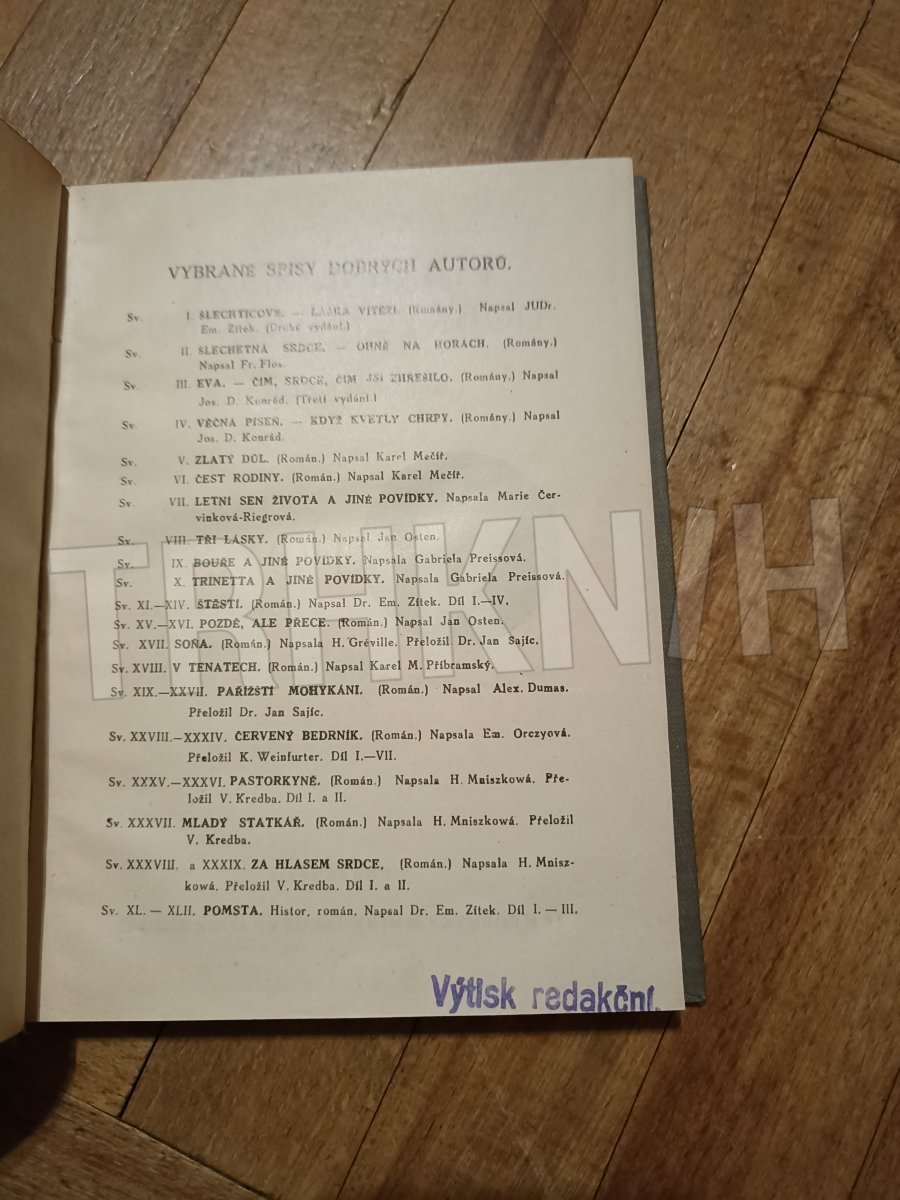 VYBRANÉ SPISY DOBRÝCH AUTORŮ.
Sv. I. ŠLECHTICOVÉ. — LÁSKA VÍTĚZÍ. (Romány.) Napsal JUDr.
Em. Zítek. (Druhé vydání.)
Sv. II. ŠLECHETNÁ SRDCE. — OHNĚ NA HORÁCH. (Romány.)
Napsal Fr. Flos.
Sv. III. EVA. — ČÍM, SRDCE, ČÍM JSI ZHŘEŠILO. (Romány.) Napsal
Jos. D. Konrád. (Třetí vydání.)
Sv. IV. VĚČNÁ PÍSEŇ. — KDYŽ KVETLY CHRPY. (Romány.) Napsal
Jos. D. Konrád.
Sv. V. ZLATÝ DŮL. (Román.) Napsal Karel Mečíř.
Sv. VI. ČEST RODINY. (Román.) Napsal Karel Mečíř.
Sv. VII. LETNÍ SEN ŽIVOTA A JINÉ POVÍDKY. Napsala Marie Čer-
vinková-Riegrová.
Sv. VIII. TŘI LÁSKY. (Román.) Napsal Jan Osten.
Sv. IX. BOUŘE A JINÉ POVÍDKY. Napsala Gabriela Preissová.
Sv. X. TRINETTA A JINÉ POVÍDKY. Napsala Gabriela Preissová.
Sv. XI.—XIV. ŠTĚSTÍ. (Román.) Napsal Dr. Em. Zítek. Díl I.—IV.
Sv. XV.—XVI. POZDĚ, ALE PŘECE. (Román.) Napsal Jan Osten.
Sv. XVII. SOŇA. (Román.) Napsala H. Gréville. Přeložil Dr. Jan Sajíc.
Sv. XVIII. V TENATECH. (Román.) Napsal Karel M. Příbramský.
Sv. XIX.—XXVII. PAŘÍŽŠTÍ MOHYKÁNI. (Román.) Napsal Alex. Dumas.
Přeložil Dr. Jan Sajíc.
Sv. XXVIII.—XXXIV. ČERVENÝ BEDRNÍK. (Román.) Napsala Em. Orczyová.
Přeložil K. Weinfurter. Díl I.—VII.
Sv. XXXV.—XXXVI. PASTORKYNĚ. (Román.) Napsala H. Mniszková. Pře-
ložil V. Kredba. Díl I. a II.
Sv. XXXVII. MLADÝ STATKÁŘ. (Román.) Napsala H. Mniszková. Přeložil
V. Kredba.
Sv. XXXVIII. a XXXIX. ZA HLASEM SRDCE. (Román.) Napsala H. Mnisz-
ková. Přeložil V. Kredba. Díl I. a II.
Sv. XL. — XLII. POMSTA. Histor. román. Napsal Dr. Em. Zítek. Díl I. — III.
Výtisk redakční.
TRHKNIH